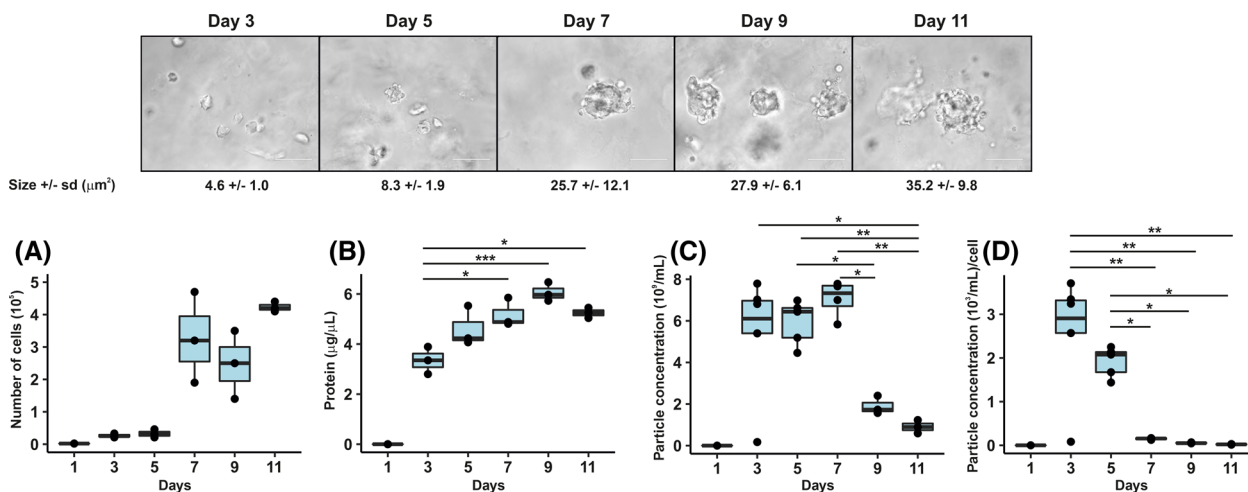 Day 3 Day 5 Day 7 Day 9 Day 11
Size +/- sd (μm²) 4.6 +/- 1.0 8.3 +/- 1.9 25.7 +/- 12.1 27.9 +/- 6.1 35.2 +/- 9.8
(A)
Number of cells (10⁵)
5
4
3
2
1
0
1 3 5 7 9 11
Days
(B)
*
***
*
Protein (μg/μL)
6
4
2
0
1 3 5 7 9 11
Days
(C)
*
**
**
*
*
Particle concentration (10⁹/mL)
8
6
4
2
0
1 3 5 7 9 11
Days
(D)
**
**
**
*
*
*
Particle concentration (10³/mL)/cell
3
2
1
0
1 3 5 7 9 11
Days